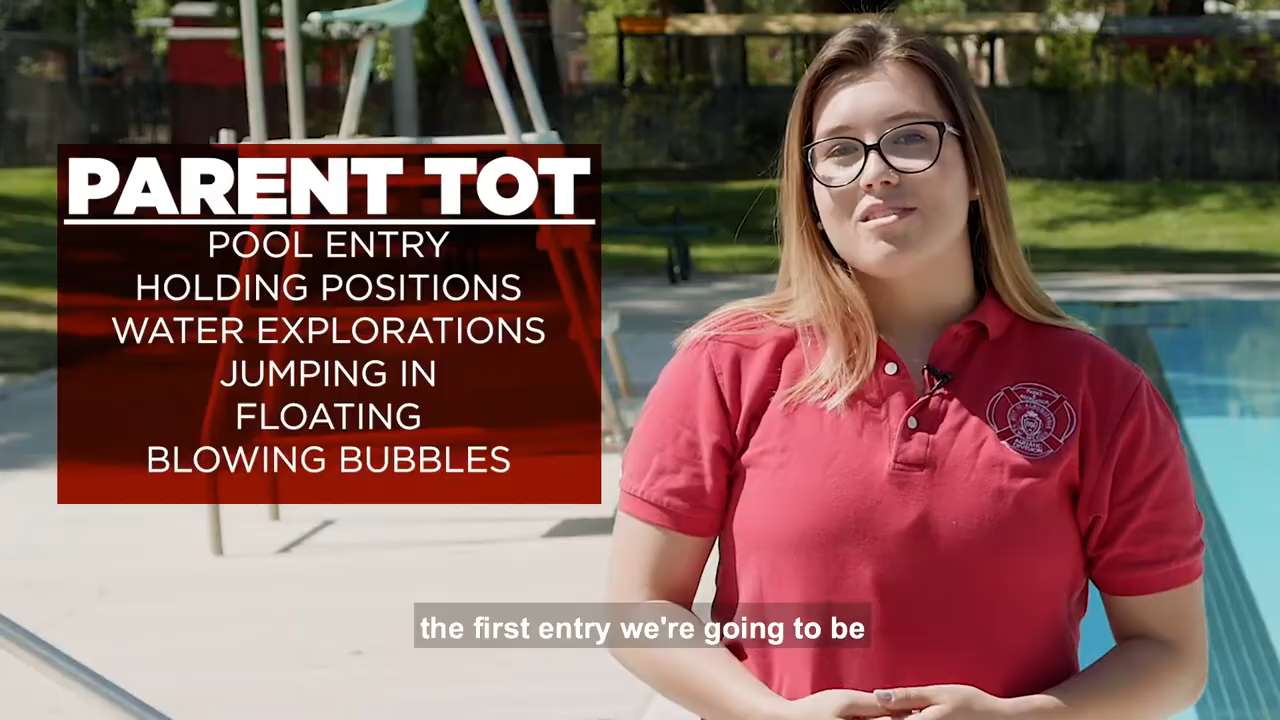 PARENT TOT
POOL ENTRY
HOLDING POSITIONS
WATER EXPLORATIONS
JUMPING IN
FLOATING
BLOWING BUBBLES
the first entry we're going to be